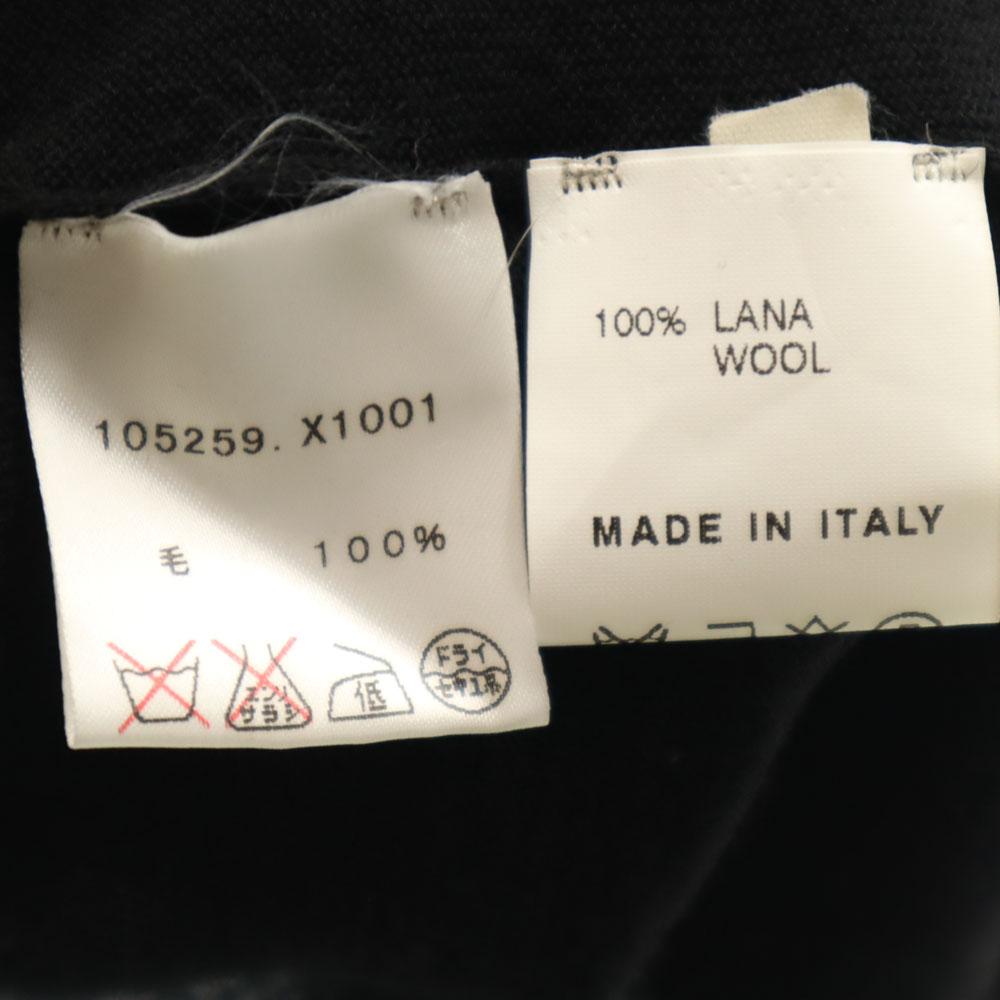 105259. X1001
毛 100%
エンソ
サラシ
低
ドライ
セキユ系
100% LANA
WOOL
MADE IN ITALY